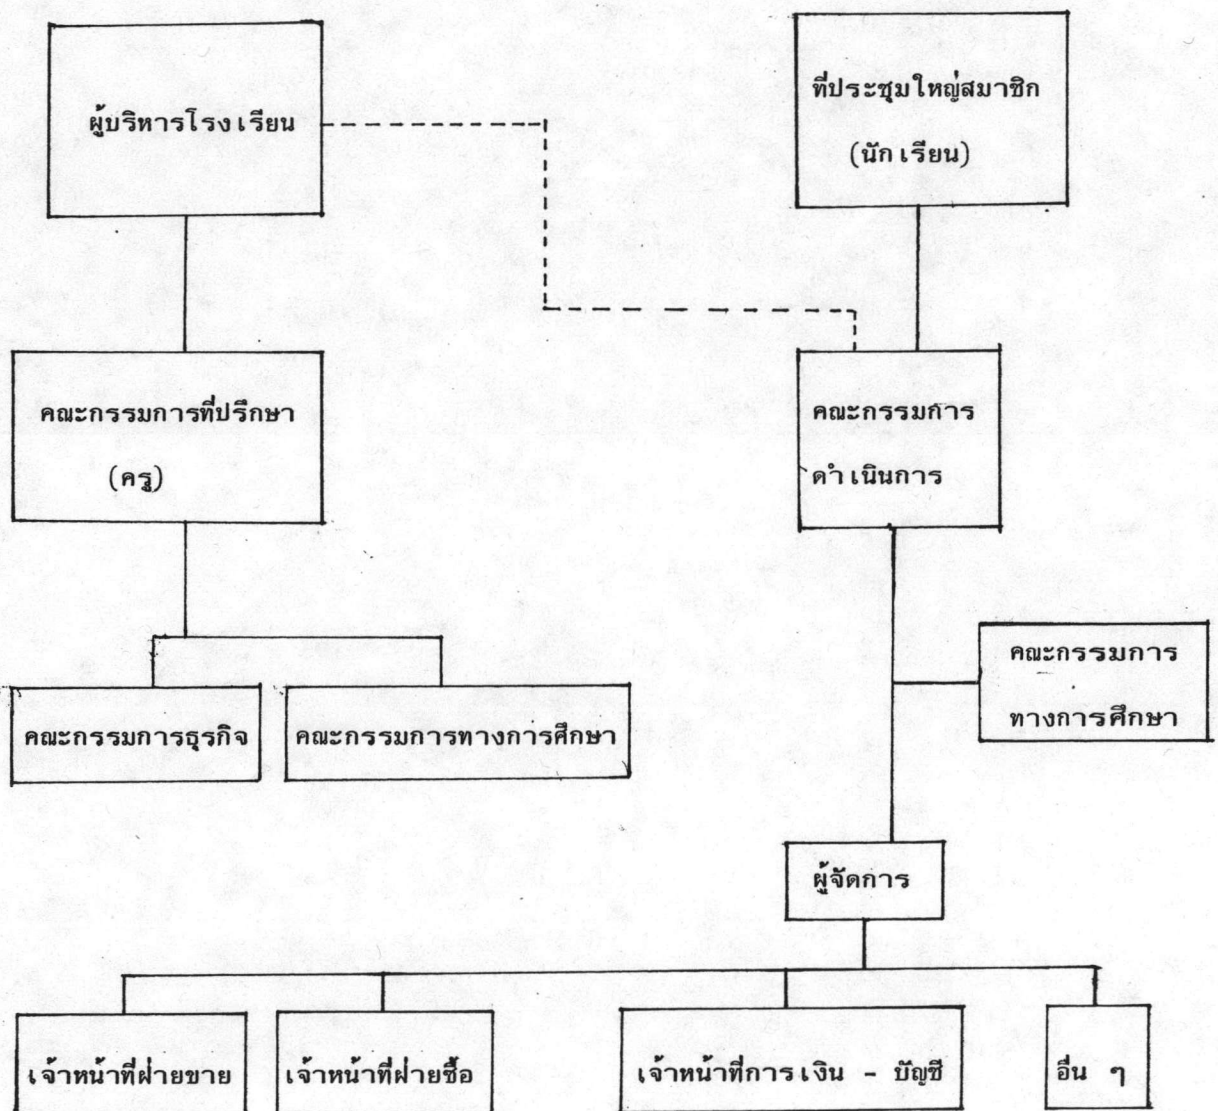 ผู้บริหารโรงเรียน
ที่ประชุมใหญ่สมาชิก
(นักเรียน)
คณะกรรมการที่ปรึกษา
(ครู)
คณะกรรมการ
ดำเนินการ
คณะกรรมการ
ทางการศึกษา
คณะกรรมการธุรกิจ
คณะกรรมการทางการศึกษา
ผู้จัดการ
เจ้าหน้าที่ฝ่ายขาย
เจ้าหน้าที่ฝ่ายซื้อ
เจ้าหน้าที่การเงิน - บัญชี
อื่น ๆ